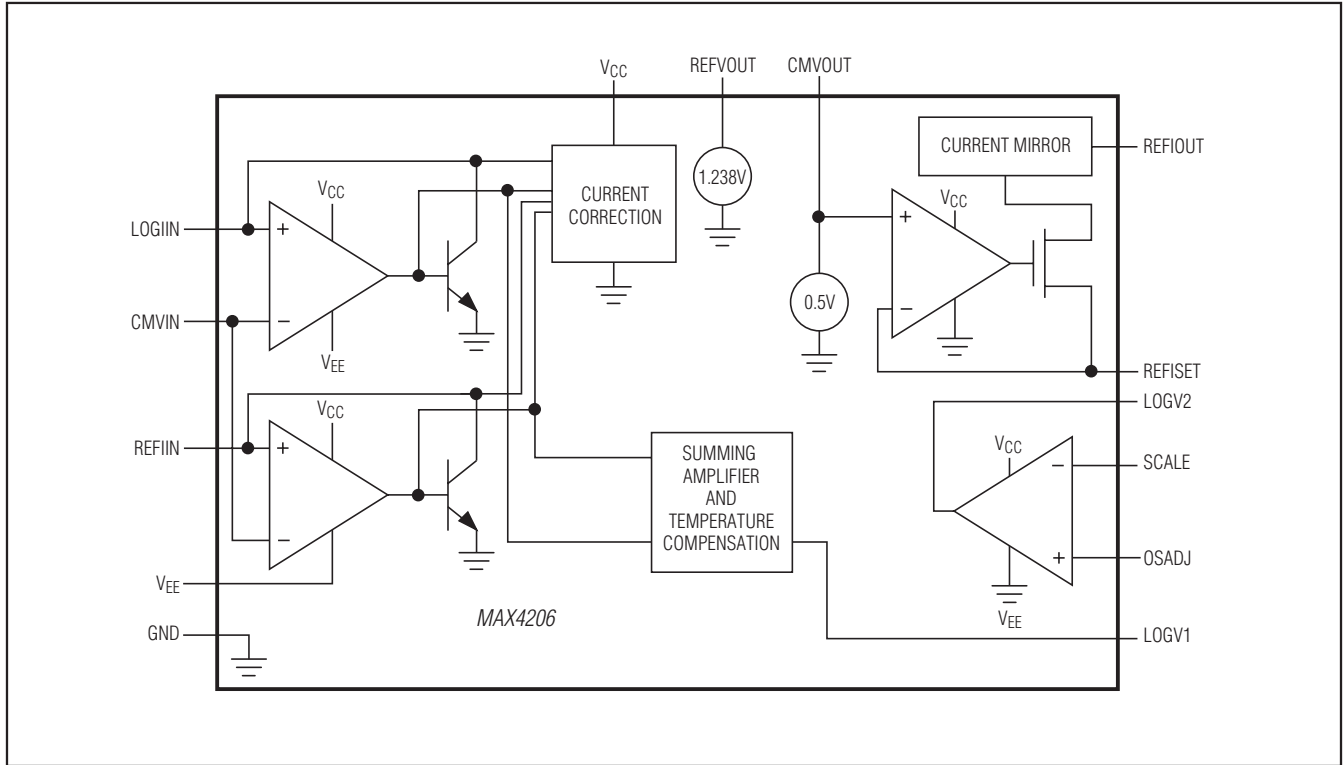 VCC
REFVOUT
CMVOUT
CURRENT MIRROR
REFIOUT
1.238V
CURRENT
CORRECTION
VCC
LOGIIN
+
VCC
+
CMVIN
−
0.5V
−
VEE
REFISET
VCC
LOGV2
REFIIN
+
SUMMING
AMPLIFIER
AND
TEMPERATURE
COMPENSATION
VCC
−
SCALE
−
+
OSADJ
VEE
MAX4206
VEE
GND
LOGV1